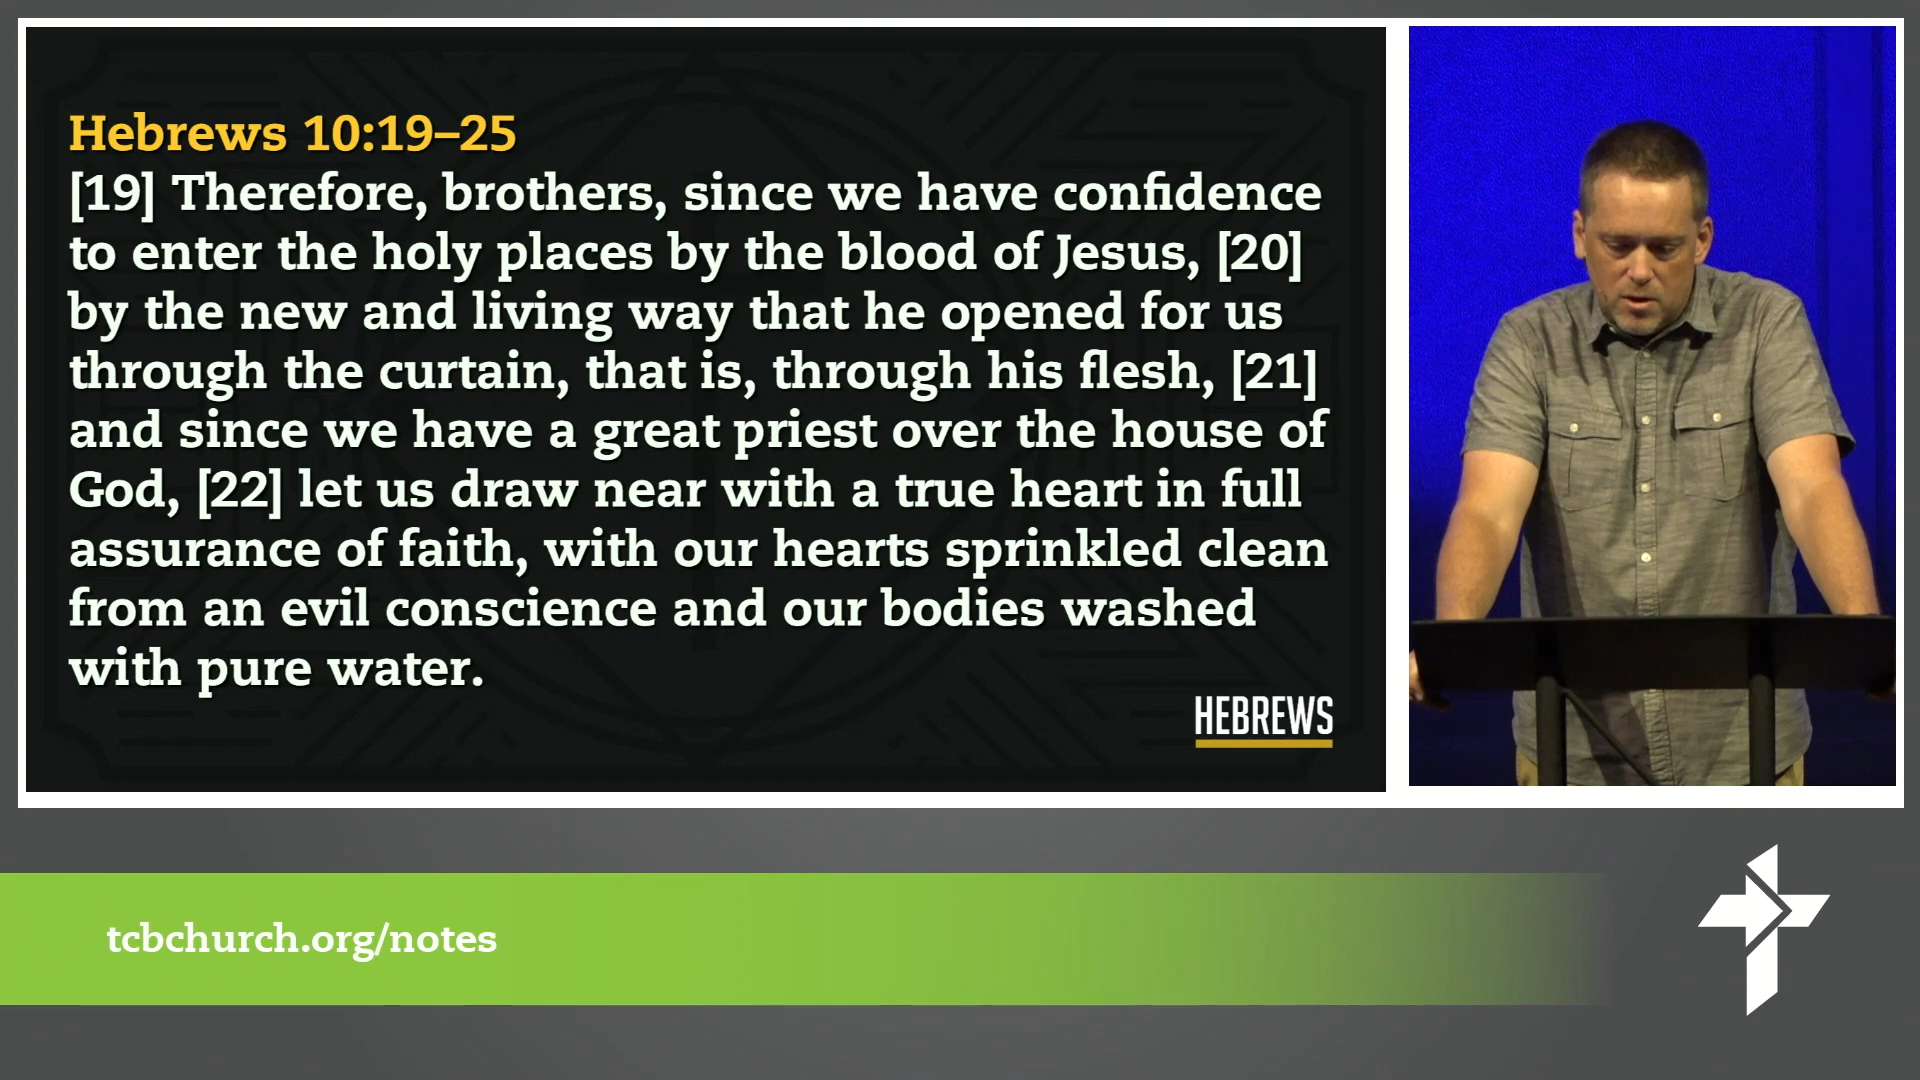 Hebrews 10:19–25
[19] Therefore, brothers, since we have confidence
to enter the holy places by the blood of Jesus, [20]
by the new and living way that he opened for us
through the curtain, that is, through his flesh, [21]
and since we have a great priest over the house of
God, [22] let us draw near with a true heart in full
assurance of faith, with our hearts sprinkled clean
from an evil conscience and our bodies washed
with pure water.
HEBREWS
tcbchurch.org/notes